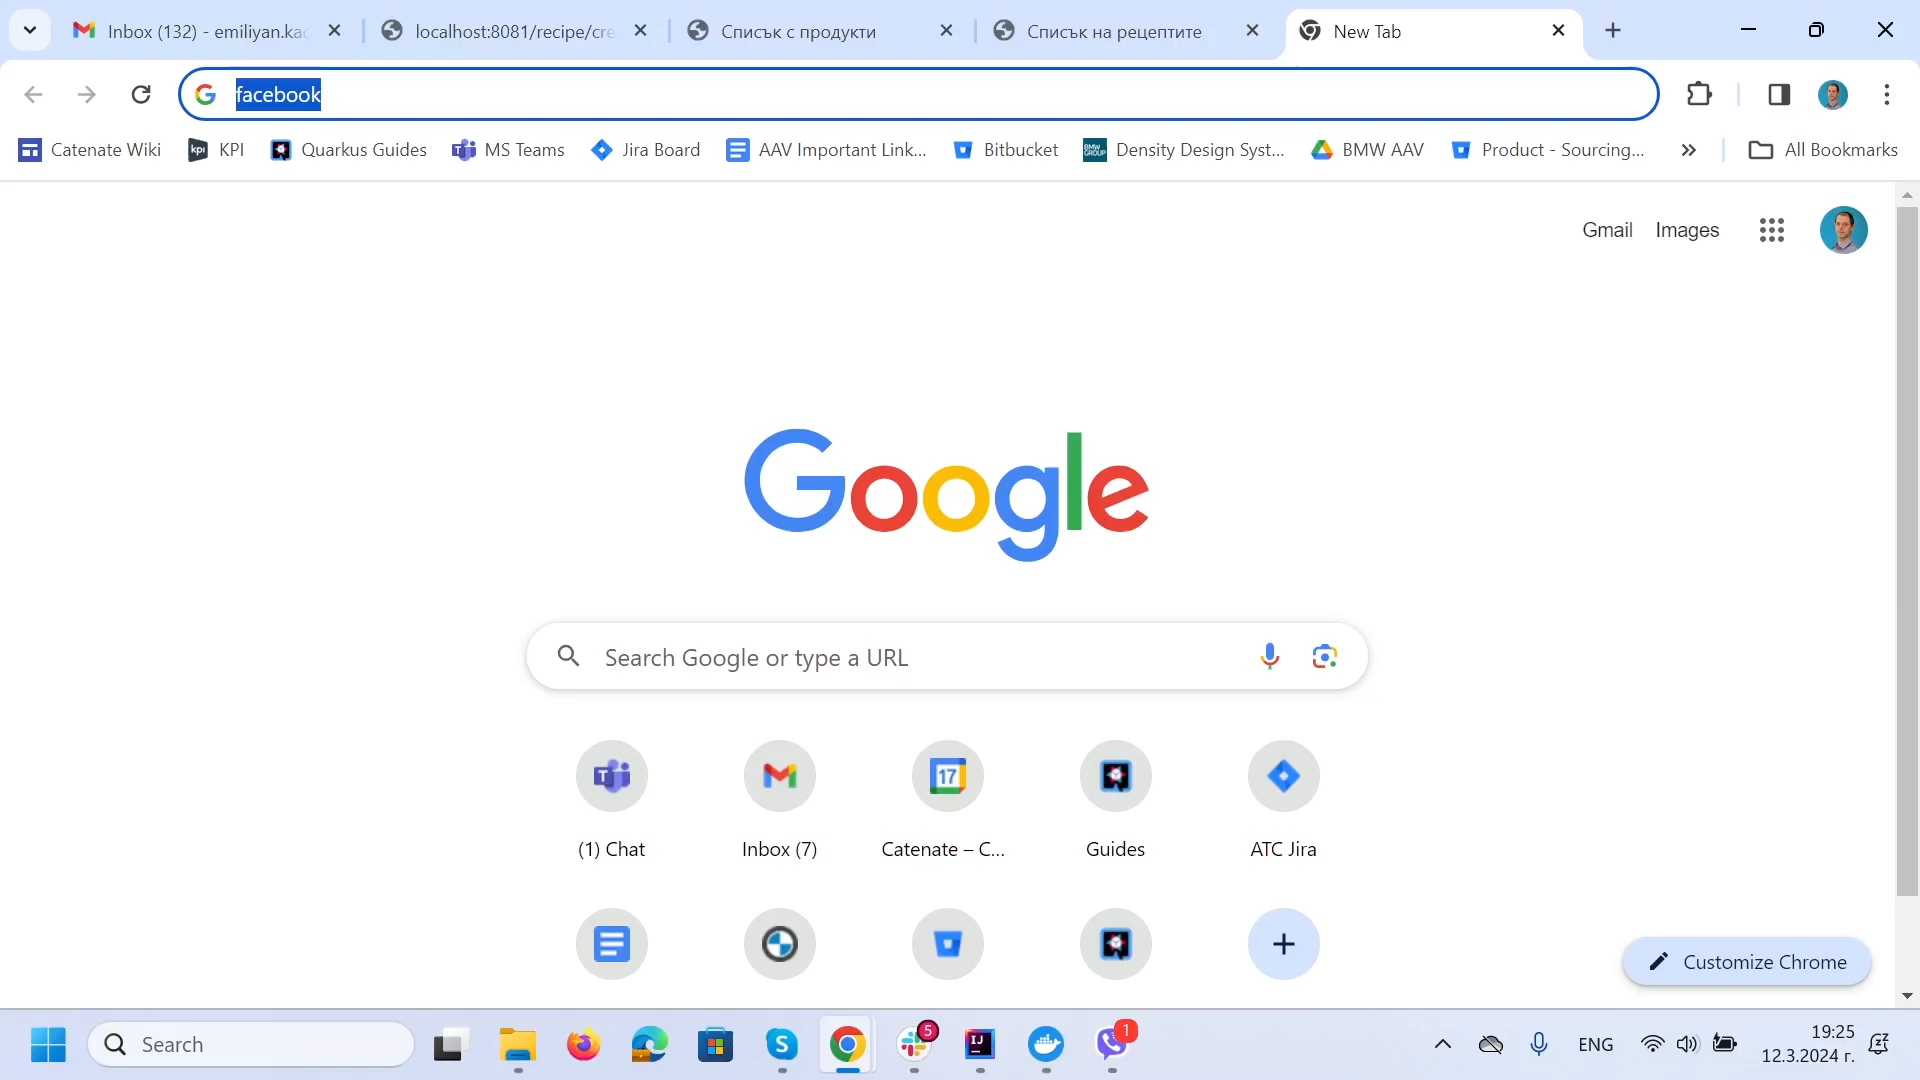 Inbox (132) - emiliyan.kac
localhost:8081/recipe/cre
Списък с продукти
Списък на рецептите
New Tab
facebook
Catenate Wiki
KPI
Quarkus Guides
MS Teams
Jira Board
AAV Important Link...
Bitbucket
Density Design Syst...
BMW AAV
Product - Sourcing...
All Bookmarks
Gmail
Images
Google
Search Google or type a URL
(1) Chat
Inbox (7)
Catenate – C...
Guides
ATC Jira
Customize Chrome
Search
5
1
ENG
19:25
12.3.2024 г.